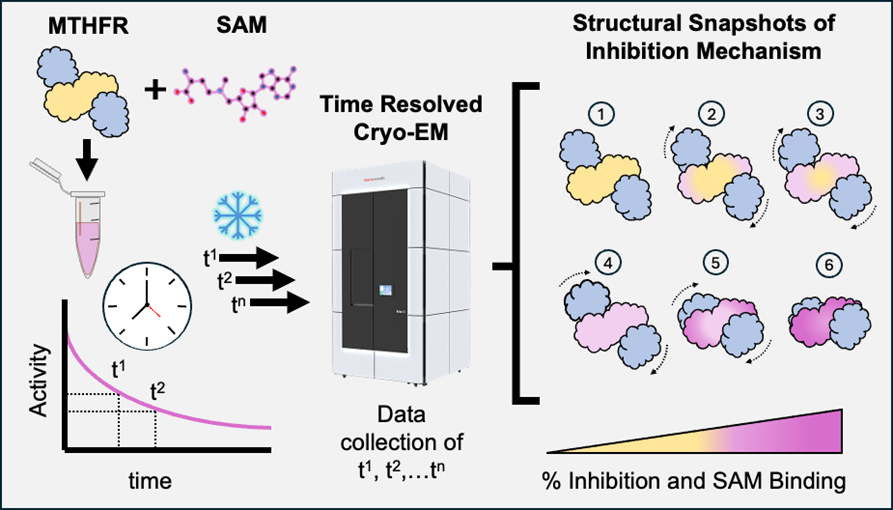 MTHFR
SAM
+
t1
t2
tn
Activity
t1
t2
time
Time Resolved
Cryo-EM
Data
collection of
t1, t2,...tn
Structural Snapshots of
Inhibition Mechanism
1
2
3
4
5
6
% Inhibition and SAM Binding